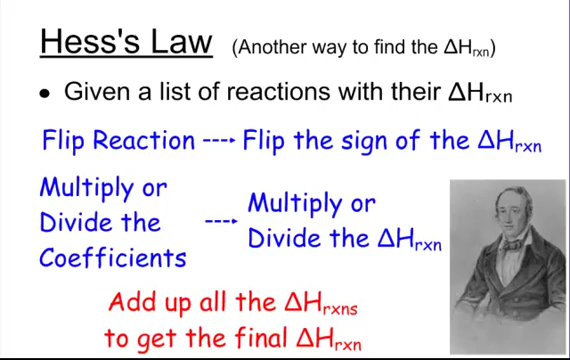 Hess's Law (Another way to find the ΔHrxn)
• Given a list of reactions with their ΔHrxn
Flip Reaction ----> Flip the sign of the ΔHrxn
Multiply or
Divide the
Coefficients
---->
Multiply or
Divide the ΔHrxn
Add up all the ΔHrxns
to get the final ΔHrxn